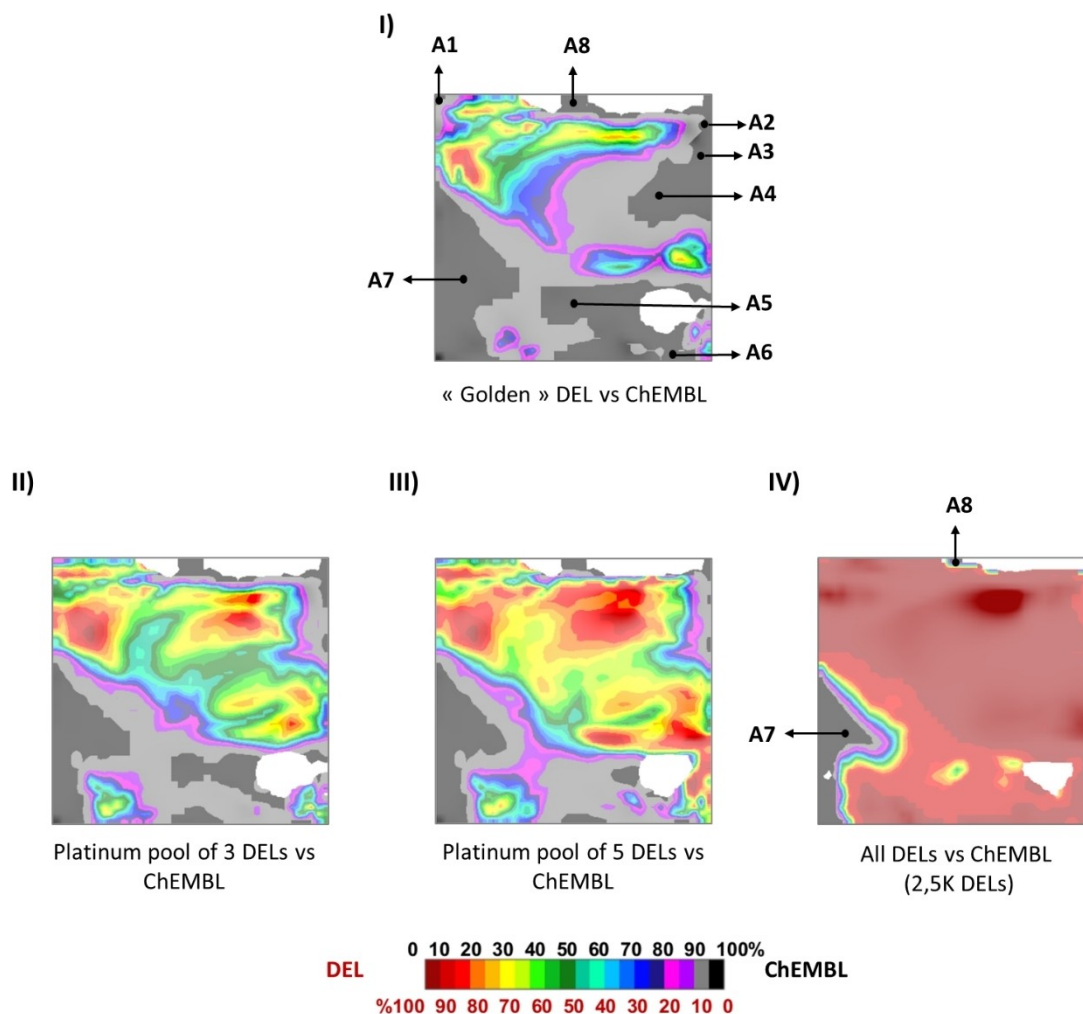 I)
A1 A8
A2
A3
A4
A7
A5
A6
« Golden » DEL vs ChEMBL
II) III) IV)
A8
A7
Platinum pool of 3 DELs vs
ChEMBL
Platinum pool of 5 DELs vs
ChEMBL
All DELs vs ChEMBL
(2,5K DELs)
0 10 20 30 40 50 60 70 80 90 100%
DEL ChEMBL
%100 90 80 70 60 50 40 30 20 10 0